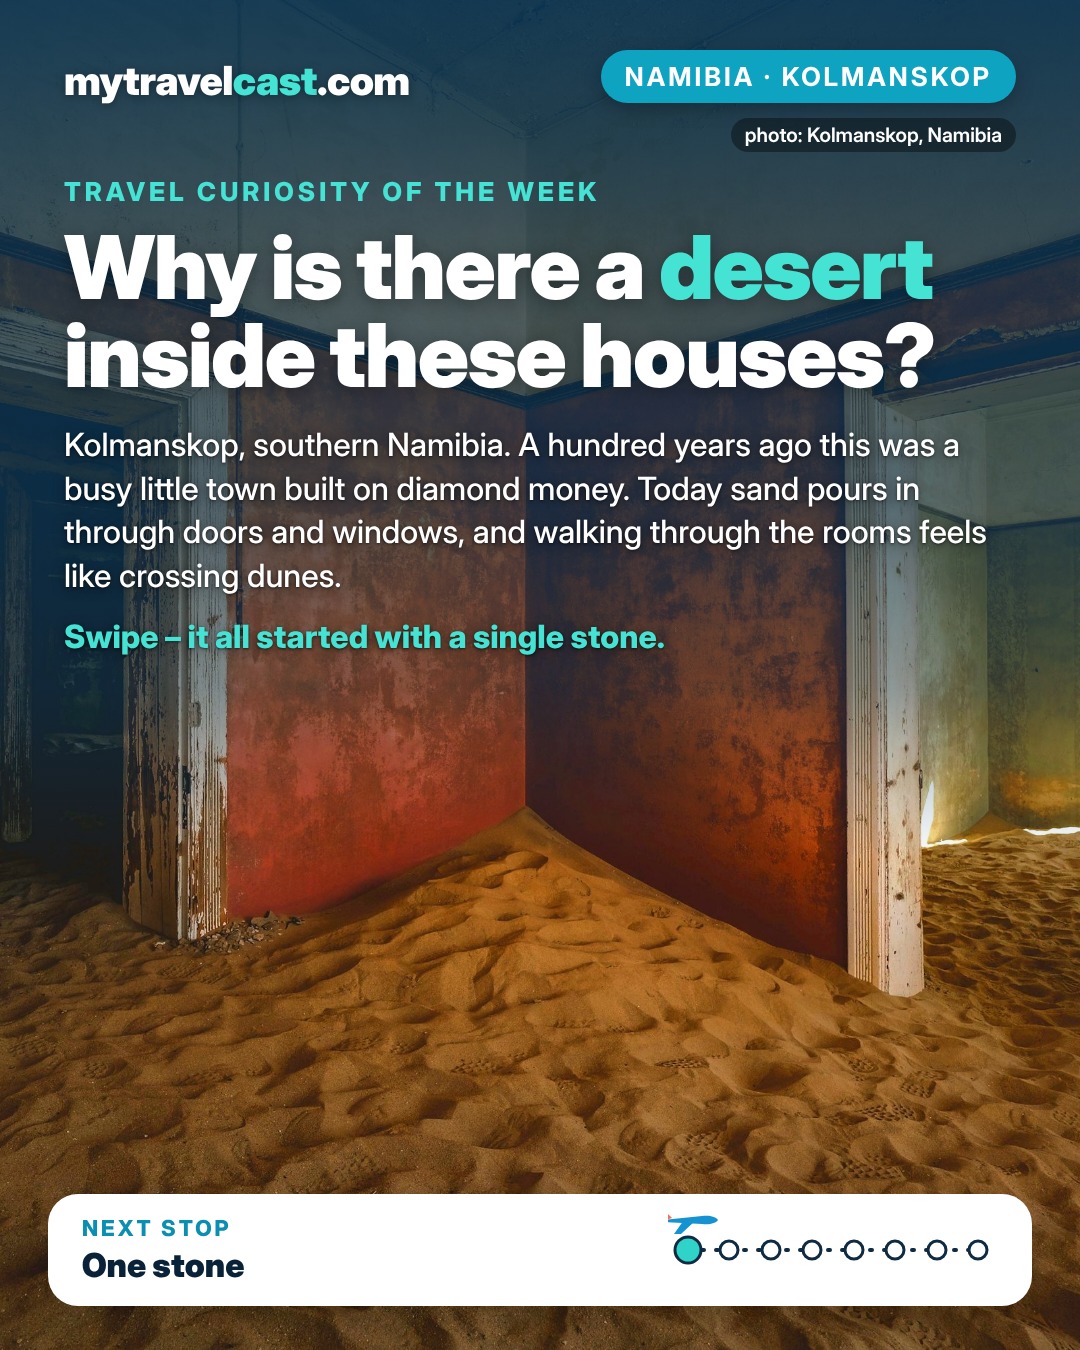 mytravelcast.com
NAMIBIA · KOLMANSKOP
photo: Kolmanskop, Namibia
TRAVEL CURIOSITY OF THE WEEK
Why is there a desert
inside these houses?
Kolmanskop, southern Namibia. A hundred years ago this was a
busy little town built on diamond money. Today sand pours in
through doors and windows, and walking through the rooms feels
like crossing dunes.
Swipe – it all started with a single stone.
NEXT STOP
One stone